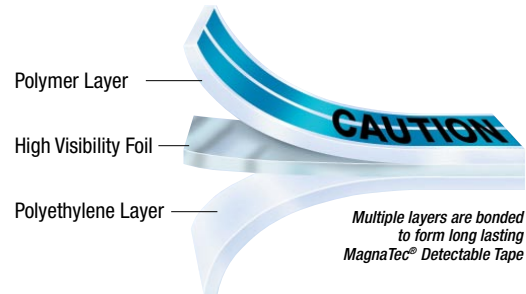 Polymer Layer
CAUTION
High Visibility Foil
Polyethylene Layer
Multiple layers are bonded
to form long lasting
MagnaTec® Detectable Tape